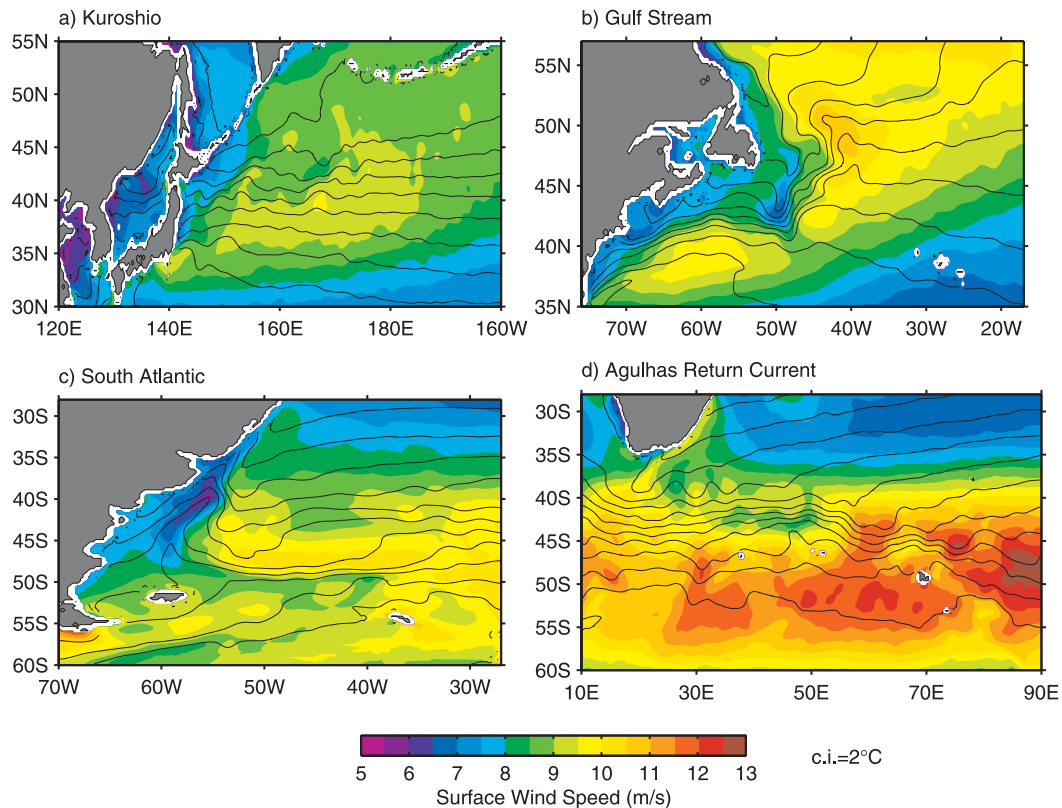 a) Kuroshio
55N
50N
45N
40N
35N
30N
120E 140E 160E 180E 160W
b) Gulf Stream
55N
50N
45N
40N
35N
70W 60W 50W 40W 30W 20W
c) South Atlantic
30S
35S
40S
45S
50S
55S
60S
70W 60W 50W 40W 30W
d) Agulhas Return Current
30S
35S
40S
45S
50S
55S
60S
10E 30E 50E 70E 90E
5 6 7 8 9 10 11 12 13
Surface Wind Speed (m/s)
c.i.=2°C